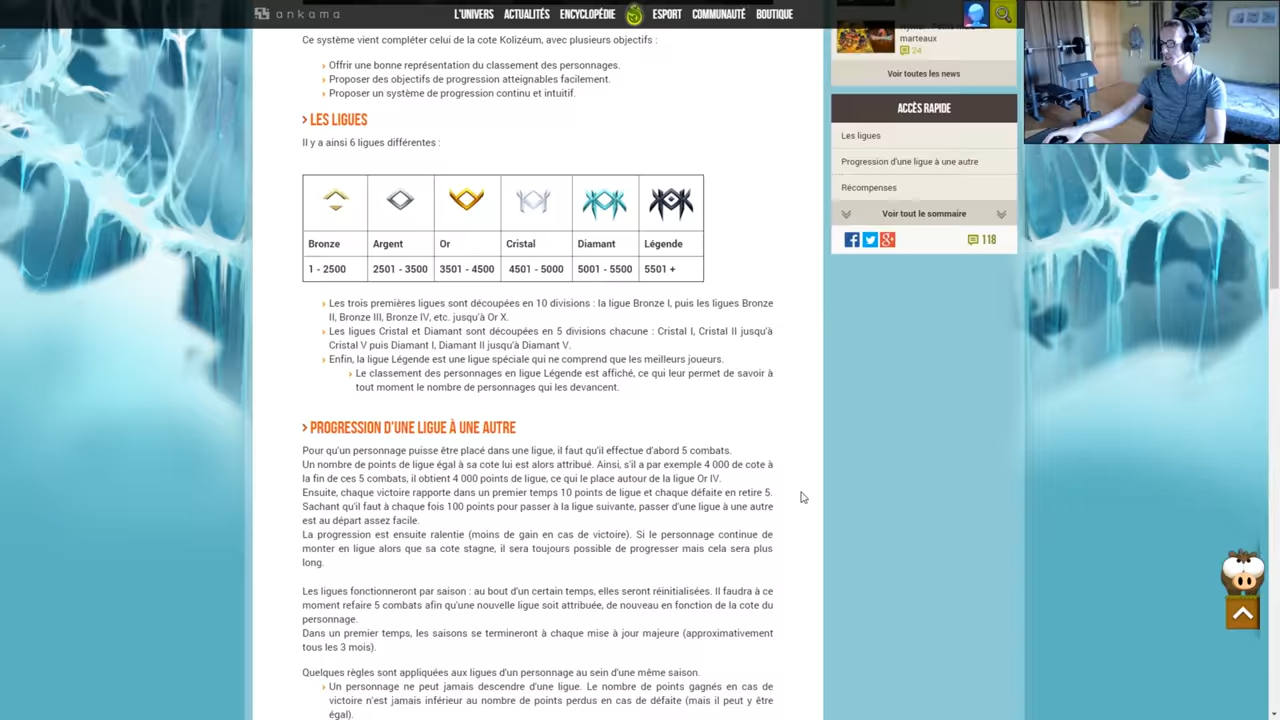 ankama
L'UNIVERS ACTUALITÉS ENCYCLOPÉDIE ESPORT COMMUNAUTÉ BOUTIQUE
Ce système vient compléter celui de la cote Kolizéum, avec plusieurs objectifs :
Offrir une bonne représentation du classement des personnages.
Proposer des objectifs de progression atteignables facilement.
Proposer un système de progression continu et intuitif.
LES LIGUES
Il y a ainsi 6 ligues différentes :
Bronze Argent Or Cristal Diamant Légende
1 - 2500 2501 - 3500 3501 - 4500 4501 - 5000 5001 - 5500 5501 +
Les trois premières ligues sont découpées en 10 divisions : la ligue Bronze I, puis les ligues Bronze
II, Bronze III, Bronze IV, etc. jusqu'à Or X.
Les ligues Cristal et Diamant sont découpées en 5 divisions chacune : Cristal I, Cristal II jusqu'à
Cristal V puis Diamant I, Diamant II jusqu'à Diamant V.
Enfin, la ligue Légende est une ligue spéciale qui ne comprend que les meilleurs joueurs.
Le classement des personnages en ligue Légende est affiché, ce qui leur permet de savoir à
tout moment le nombre de personnages qui les devancent.
PROGRESSION D'UNE LIGUE À UNE AUTRE
Pour qu'un personnage puisse être placé dans une ligue, il faut qu'il effectue d'abord 5 combats.
Un nombre de points de ligue égal à sa cote lui est alors attribué. Ainsi, s'il a par exemple 4 000 de cote à
la fin de ces 5 combats, il obtient 4 000 points de ligue, ce qui le place autour de la ligue Or IV.
Ensuite, chaque victoire rapporte dans un premier temps 10 points de ligue et chaque défaite en retire 5.
Sachant qu'il faut à chaque fois 100 points pour passer à la ligue suivante, passer d'une ligue à une autre
est au départ assez facile.
La progression est ensuite ralentie (moins de gain en cas de victoire). Si le personnage continue de
monter en ligue alors que sa cote stagne, il sera toujours possible de progresser mais cela sera plus
long.
Les ligues fonctionneront par saison : au bout d'un certain temps, elles seront réinitialisées. Il faudra à ce
moment refaire 5 combats afin qu'une nouvelle ligue soit attribuée, de nouveau en fonction de la cote du
personnage.
Dans un premier temps, les saisons se termineront à chaque mise à jour majeure (approximativement
tous les 3 mois).
Quelques règles sont appliquées aux ligues d'un personnage au sein d'une même saison.
Un personnage ne peut jamais descendre d'une ligue. Le nombre de points gagnés en cas de
victoire n'est jamais inférieur au nombre de points perdus en cas de défaite (mais il peut y être
égal).
marteaux
24
Voir toutes les news
ACCÈS RAPIDE
Les ligues
Progression d'une ligue à une autre
Récompenses
Voir tout le sommaire
118